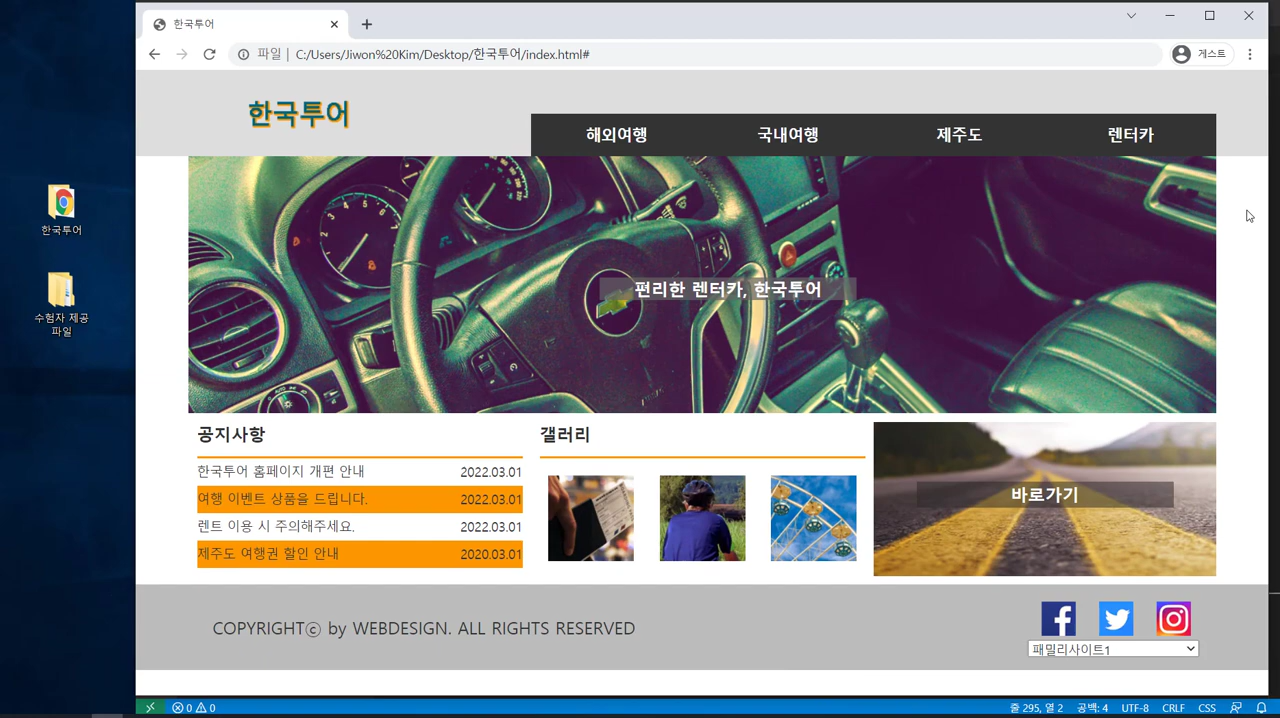 한국투어
파일 | C:/Users/Jiwon%20Kim/Desktop/한국투어/index.html#
게스트
한국투어
해외여행 국내여행 제주도 렌터카
한국투어
수험자 제공
파일
편리한 렌터카, 한국투어
공지사항
한국투어 홈페이지 개편 안내 2022.03.01
여행 이벤트 상품을 드립니다. 2022.03.01
렌트 이용 시 주의해주세요. 2022.03.01
제주도 여행권 할인 안내 2020.03.01
갤러리
바로가기
COPYRIGHTⓒ by WEBDESIGN. ALL RIGHTS RESERVED
패밀리사이트1
0 0 줄 295, 열 2 공백: 4 UTF-8 CRLF CSS